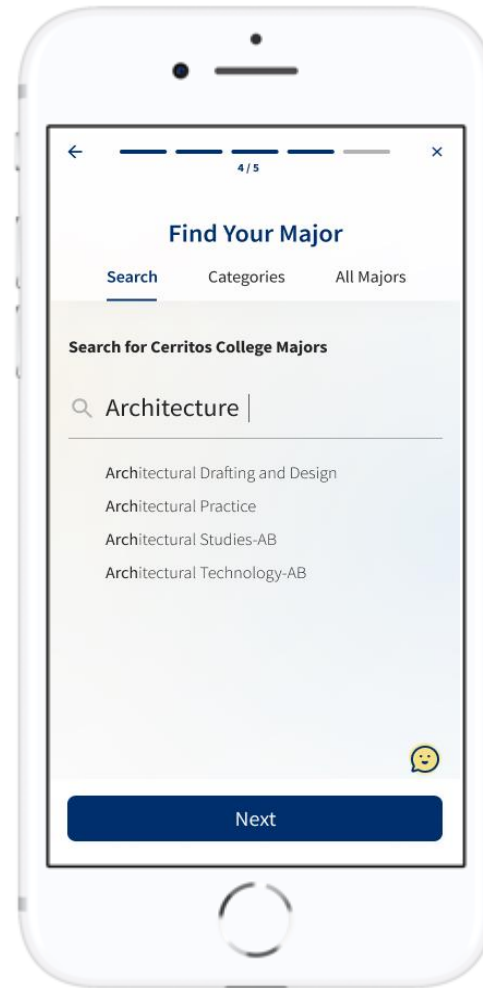 4 / 5
Find Your Major
Search Categories All Majors
Search for Cerritos College Majors
Architecture
Architectural Drafting and Design
Architectural Practice
Architectural Studies-AB
Architectural Technology-AB
Next